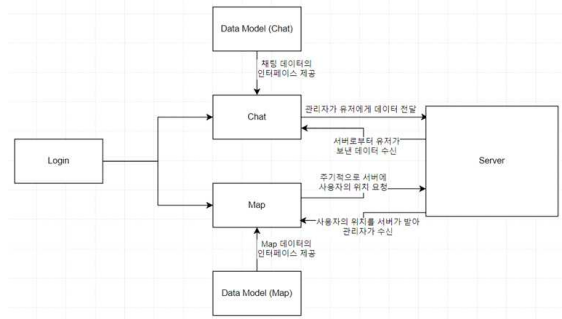 Data Model (Chat)
채팅 데이터의
인터페이스 제공
Chat
관리자가 유저에게 데이터 전달
서버로부터 유저가
보낸 데이터 수신
Login
Server
주기적으로 서버에
사용자의 위치 요청
Map
사용자의 위치를 서버가 받아
관리자가 수신
Map 데이터의
인터페이스 제공
Data Model (Map)